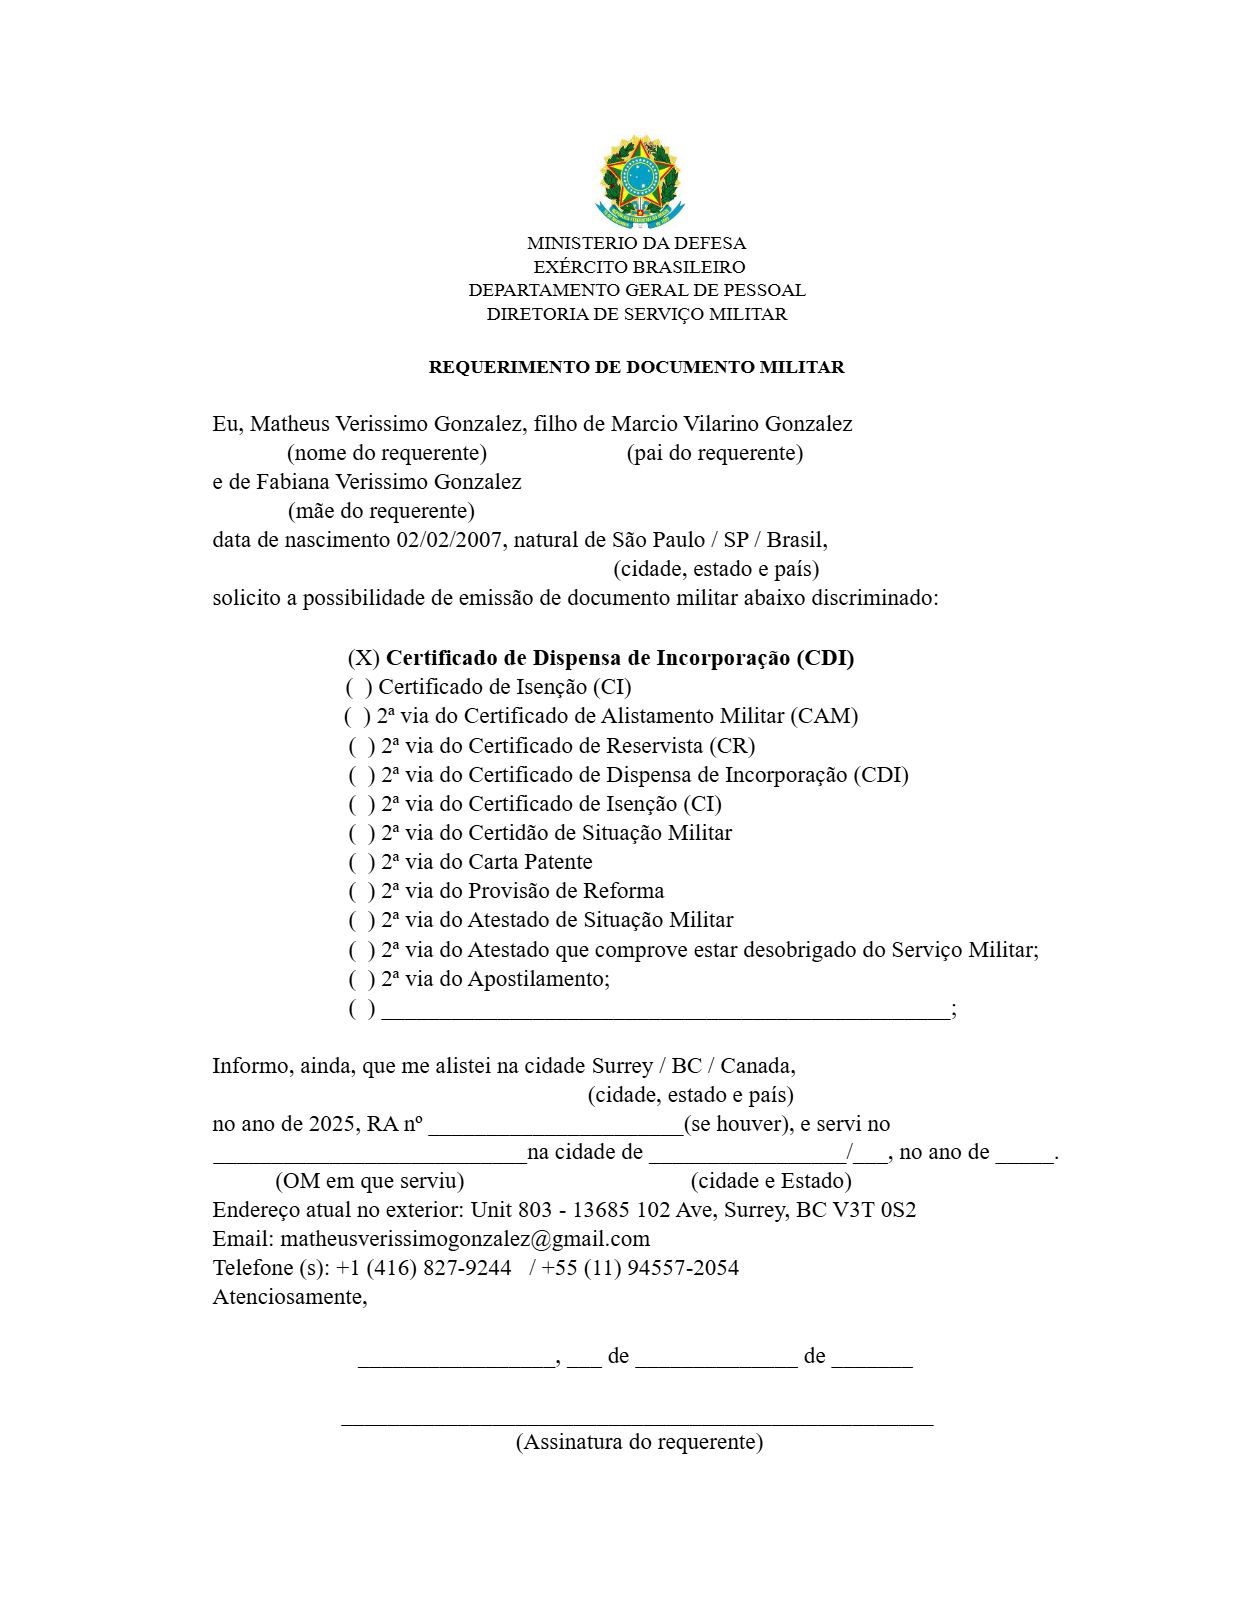 MINISTERIO DA DEFESA
EXÉRCITO BRASILEIRO
DEPARTAMENTO GERAL DE PESSOAL
DIRETORIA DE SERVIÇO MILITAR
REQUERIMENTO DE DOCUMENTO MILITAR
Eu, Matheus Verissimo Gonzalez, filho de Marcio Vilarino Gonzalez
(nome do requerente) (pai do requerente)
e de Fabiana Verissimo Gonzalez
(mãe do requerente)
data de nascimento 02/02/2007, natural de São Paulo / SP / Brasil,
(cidade, estado e país)
solicito a possibilidade de emissão de documento militar abaixo discriminado:
(X) Certificado de Dispensa de Incorporação (CDI)
( ) Certificado de Isenção (CI)
( ) 2ª via do Certificado de Alistamento Militar (CAM)
( ) 2ª via do Certificado de Reservista (CR)
( ) 2ª via do Certificado de Dispensa de Incorporação (CDI)
( ) 2ª via do Certificado de Isenção (CI)
( ) 2ª via do Certidão de Situação Militar
( ) 2ª via do Carta Patente
( ) 2ª via do Provisão de Reforma
( ) 2ª via do Atestado de Situação Militar
( ) 2ª via do Atestado que comprove estar desobrigado do Serviço Militar;
( ) 2ª via do Apostilamento;
( ) _________________________________________________;
Informo, ainda, que me alistei na cidade Surrey / BC / Canada,
(cidade, estado e país)
no ano de 2025, RA nº ______________________(se houver), e servi no
___________________________na cidade de _________________/___, no ano de _____.
(OM em que serviu) (cidade e Estado)
Endereço atual no exterior: Unit 803 - 13685 102 Ave, Surrey, BC V3T 0S2
Email: matheusverissimogonzalez@gmail.com
Telefone (s): +1 (416) 827-9244 / +55 (11) 94557-2054
Atenciosamente,
_________________, ___ de ______________ de _______
___________________________________________________
(Assinatura do requerente)